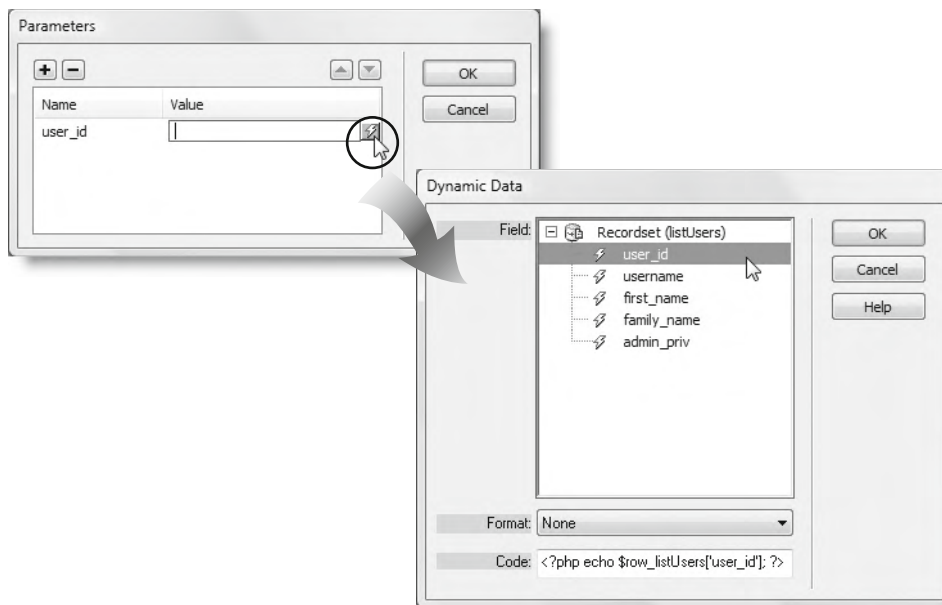 Parameters
OK
Cancel
Name Value
user_id
Dynamic Data
Field:
Recordset (listUsers)
user_id
username
first_name
family_name
admin_priv
OK
Cancel
Help
Format: None
Code: <?php echo $row_listUsers['user_id']; ?>